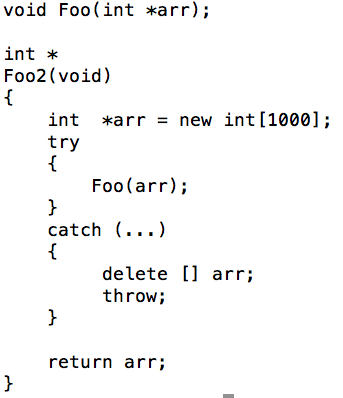 void Foo(int *arr);

int *
Foo2(void)
{
    int  *arr = new int[1000];
    try
    {
        Foo(arr);
    }
    catch (...)
    {
         delete [] arr;
         throw;
    }

    return arr;
}